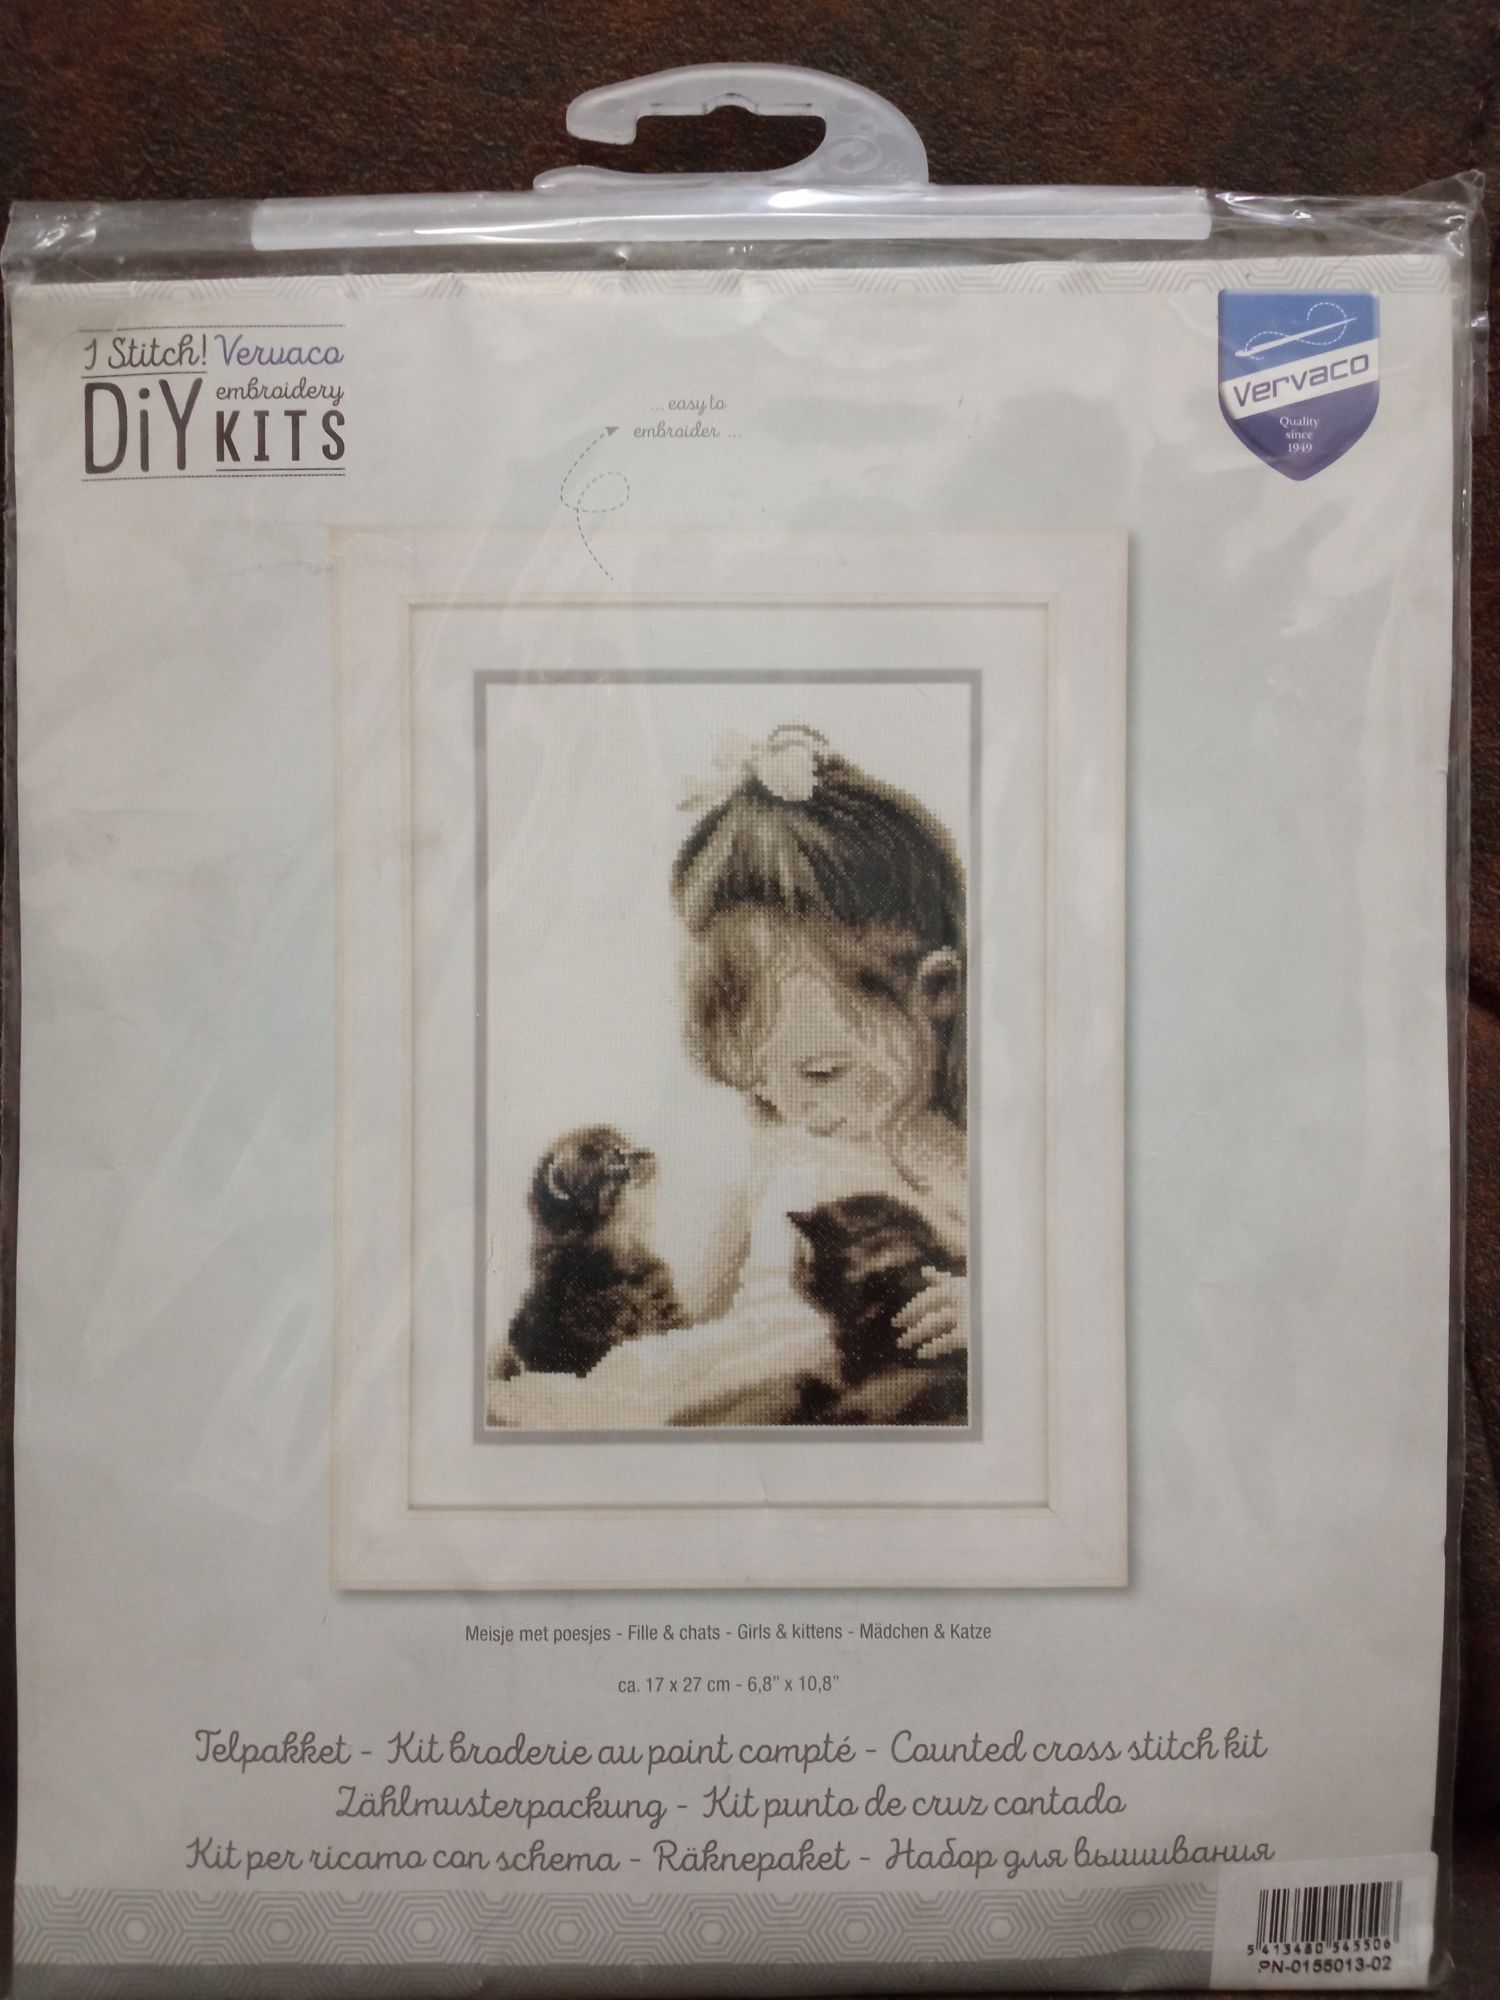 I Stitch! Vervaco
DiY embroidery KITS
... easy to
embroider ...
Vervaco
Quality
since
1949
Meisje met poesjes - Fille & chats - Girls & kittens - Mädchen & Katze
ca. 17 x 27 cm - 6,8" x 10,8"
Telpakket - Kit broderie au point compté - Counted cross stitch kit
Zählmusterpackung - Kit punto de cruz contado
Kit per ricamo con schema - Räknepaket - Набор для вышивания
5 413480 545506
PN-0155013-02